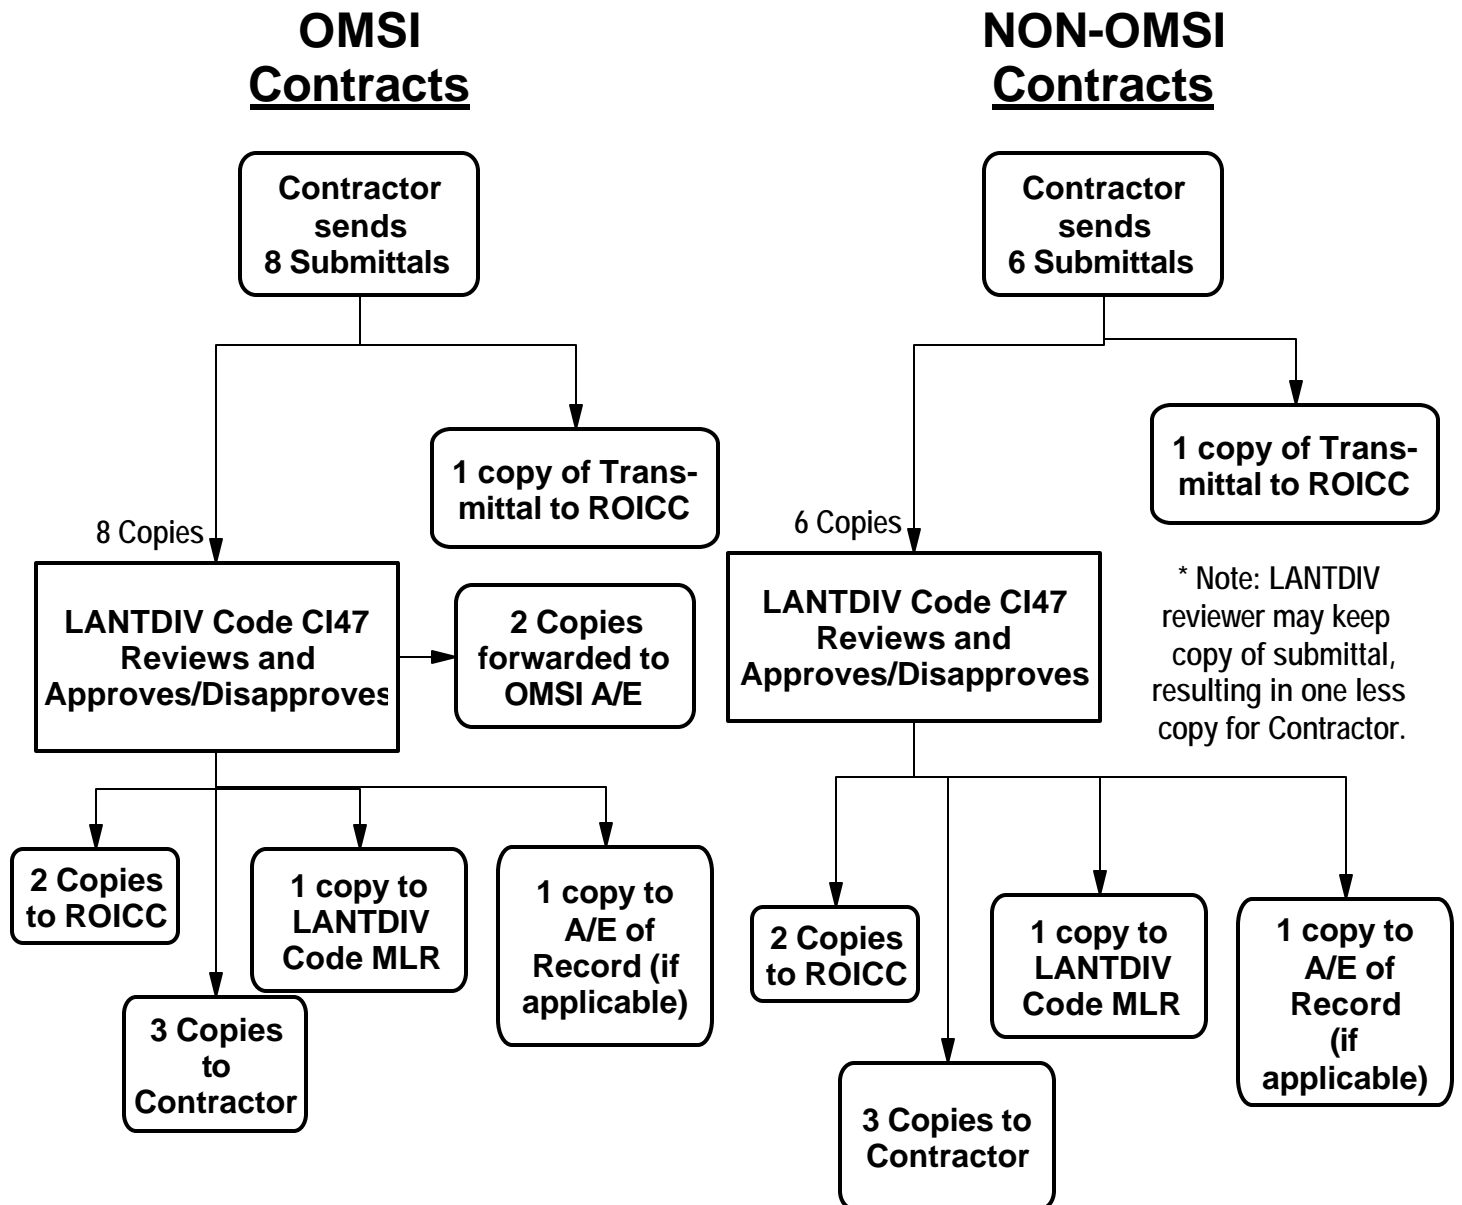 OMSI
Contracts
Contractor
sends
8 Submittals
1 copy of Trans-
mittal to ROICC
8 Copies
LANTDIV Code CI47
Reviews and
Approves/Disapproves
2 Copies
forwarded to
OMSI A/E
2 Copies
to ROICC
3 Copies
to
Contractor
1 copy to
LANTDIV
Code MLR
1 copy to
A/E of
Record (if
applicable)
NON-OMSI
Contracts
Contractor
sends
6 Submittals
1 copy of Trans-
mittal to ROICC
6 Copies
LANTDIV Code CI47
Reviews and
Approves/Disapproves
* Note: LANTDIV
reviewer may keep
copy of submittal,
resulting in one less
copy for Contractor.
2 Copies
to ROICC
3 Copies to
Contractor
1 copy to
LANTDIV
Code MLR
1 copy to
A/E of
Record
(if
applicable)